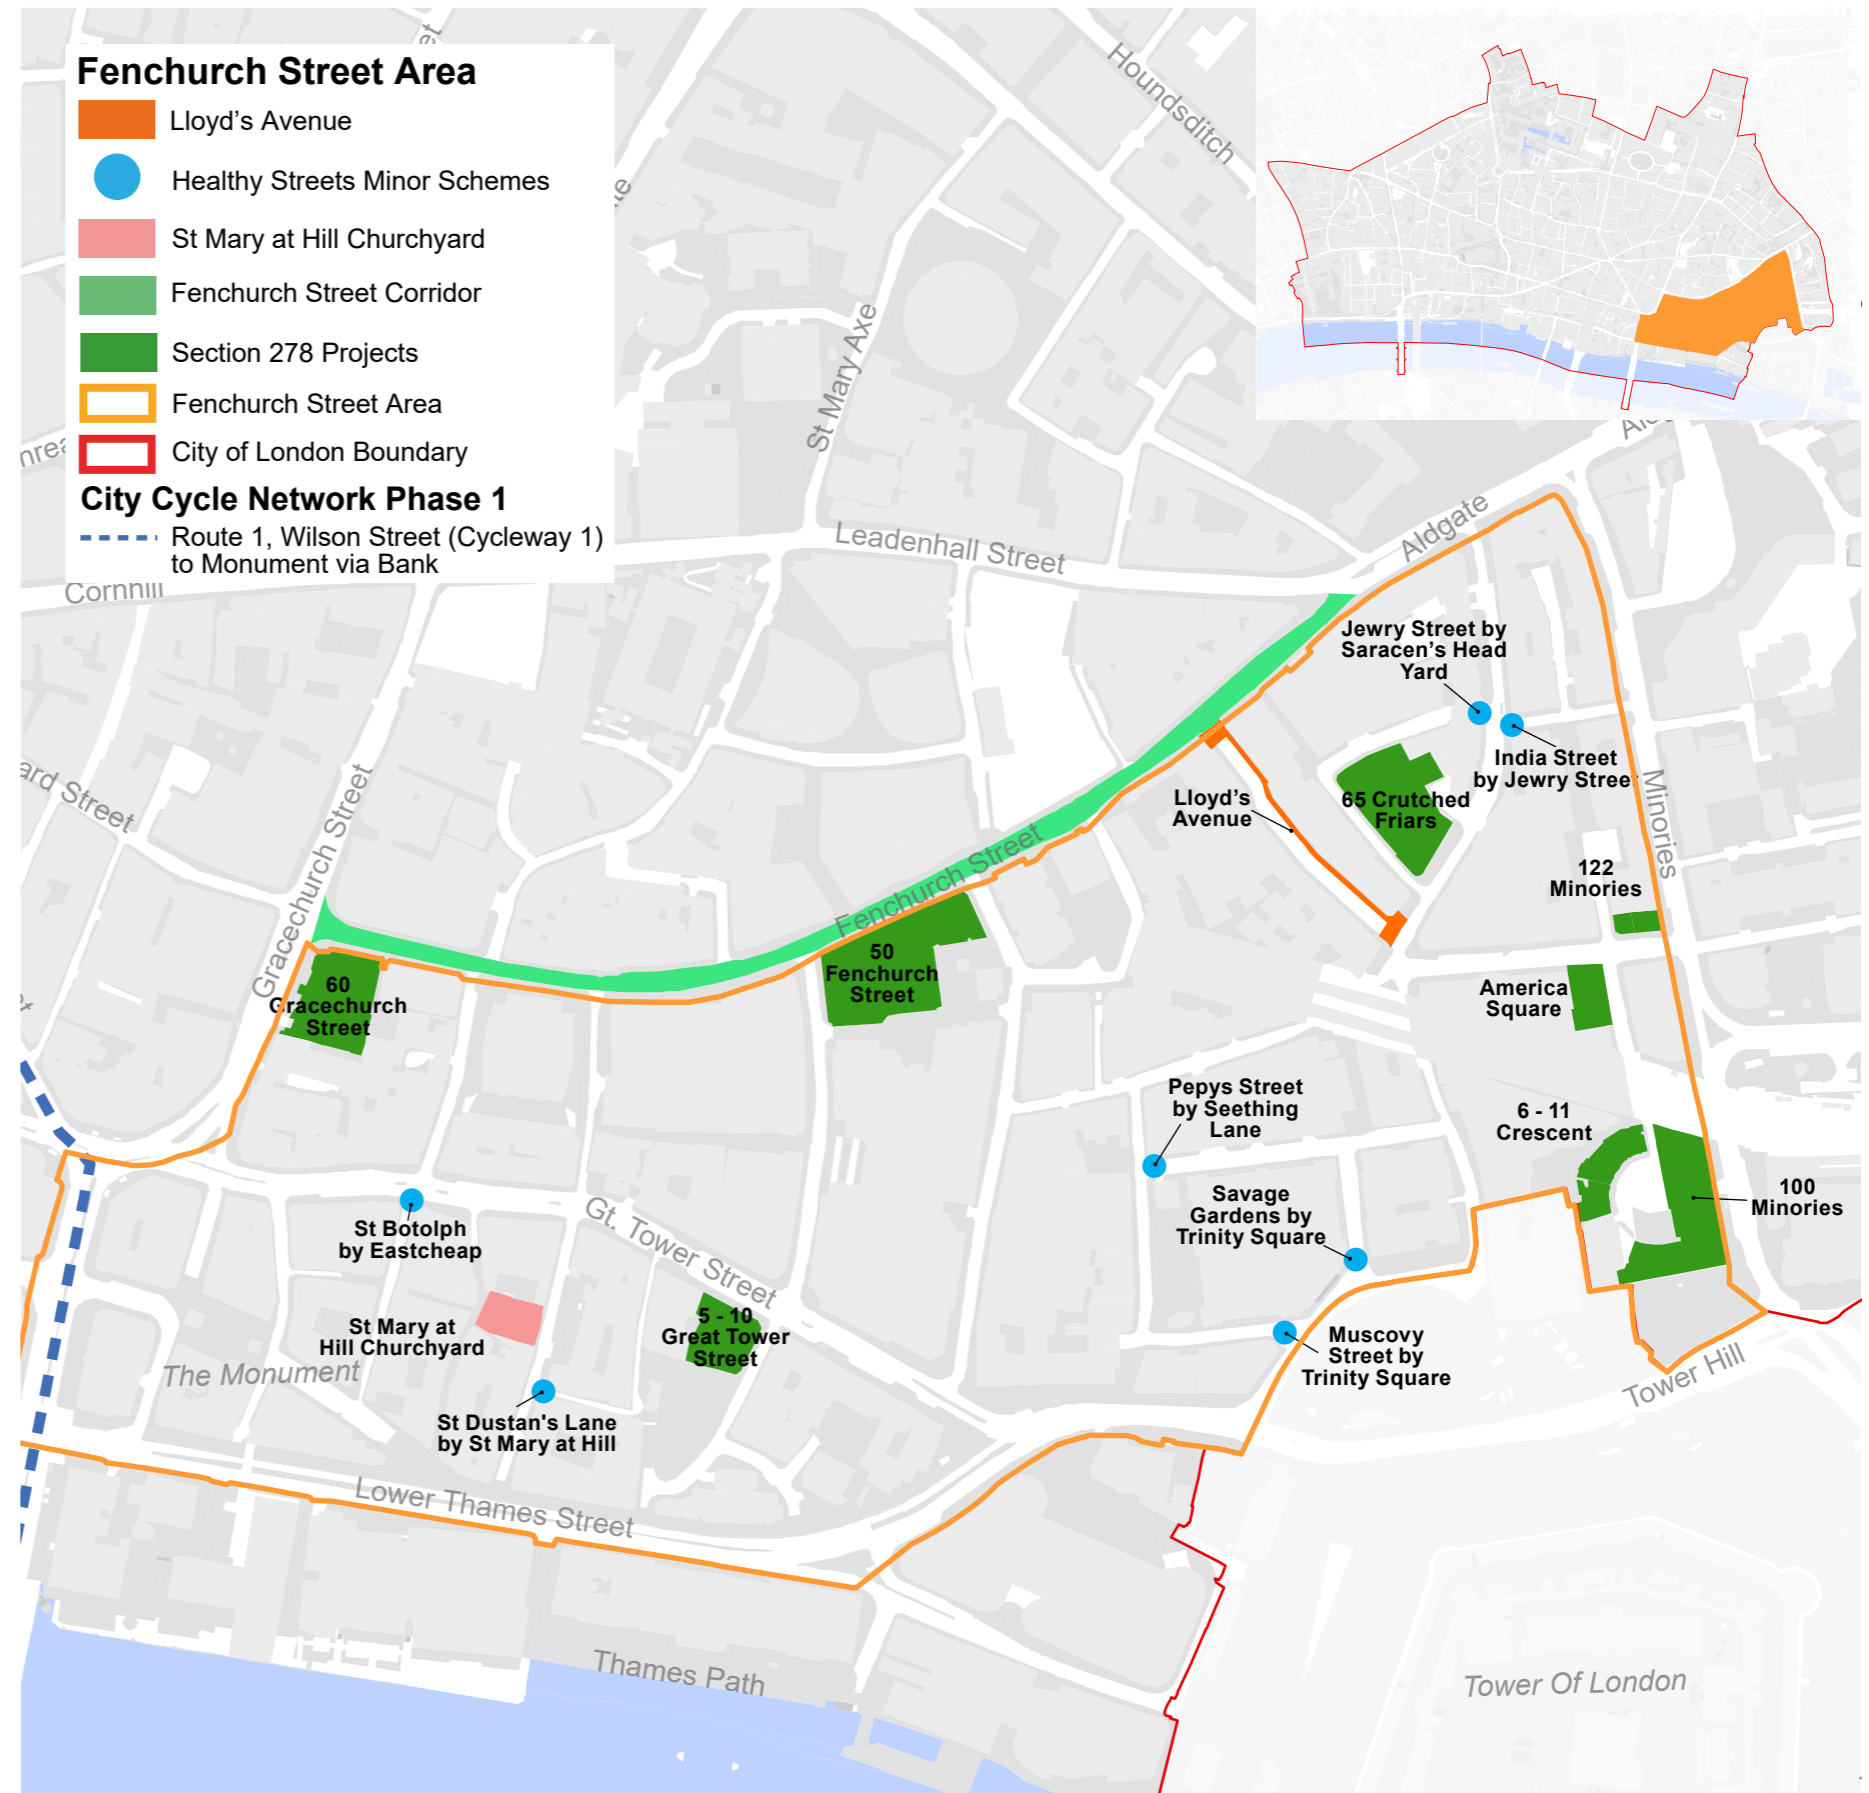 Fenchurch Street Area
Lloyd’s Avenue
Healthy Streets Minor Schemes
St Mary at Hill Churchyard
Fenchurch Street Corridor
Section 278 Projects
Fenchurch Street Area
City of London Boundary
City Cycle Network Phase 1
Route 1, Wilson Street (Cycleway 1)
to Monument via Bank
Houndsditch
St Mary Axe
Leadenhall Street
Aldgate
Cornhill
Jewry Street by
Saracen’s Head
Yard
India Street
by Jewry Stree
Minories
Lloyd’s
Avenue
65 Crutched
Friars
122
Minories
ard Street
Gracechurch Street
Fenchurch Street
60
Gracechurch
Street
50
Fenchurch
Street
America
Square
Pepys Street
by Seething
Lane
6 - 11
Crescent
100
Minories
Savage
Gardens by
Trinity Square
St Botolph
by Eastcheap
Gt. Tower Street
St Mary at
Hill Churchyard
5 - 10
Great Tower
Street
Muscovy
Street by
Trinity Square
The Monument
Tower Hill
St Dustan's Lane
by St Mary at Hill
Lower Thames Street
Thames Path
Tower Of London